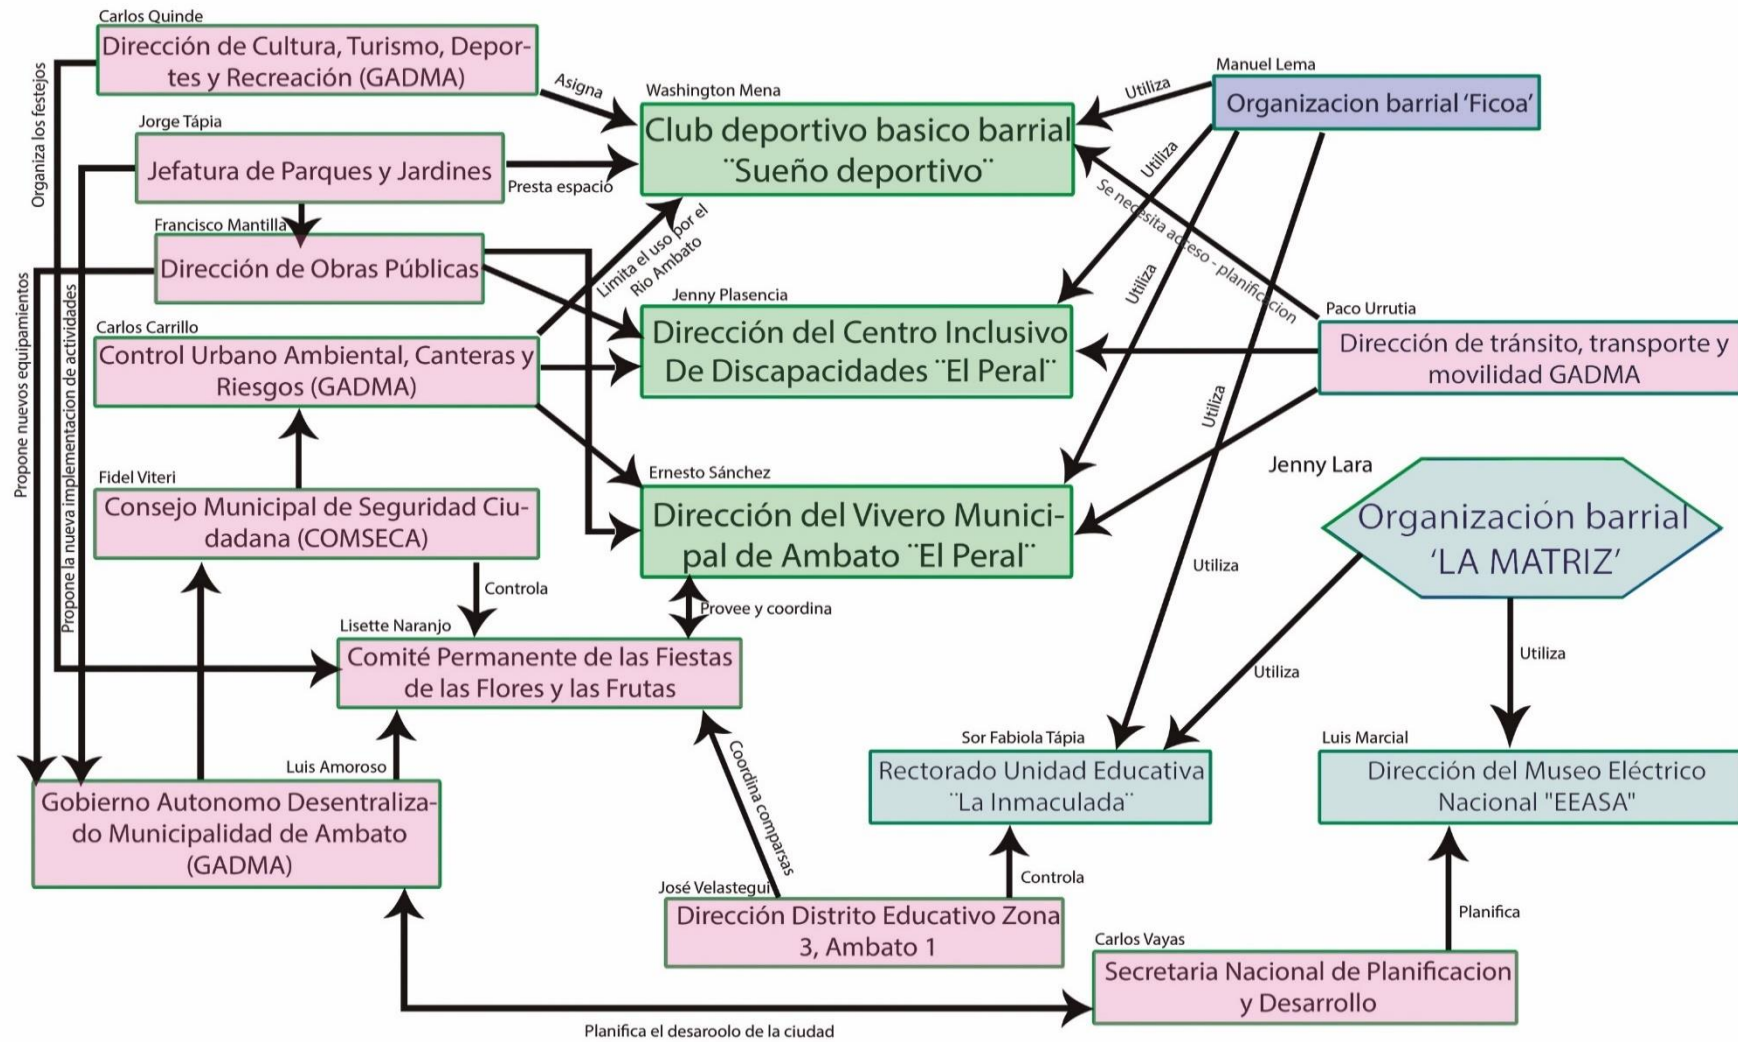 Carlos Quinde
Dirección de Cultura, Turismo, Depor-
tes y Recreación (GADMA)
Asigna
Organiza los festejos
Jorge Tápia
Jefatura de Parques y Jardines
Presta espacio
Washington Mena
Club deportivo basico barrial
¨Sueño deportivo¨
Utiliza
Manuel Lema
Organizacion barrial 'Ficoa'
Utiliza
Se necesita acceso - planificacion
Francisco Mantilla
Dirección de Obras Públicas
Limita el uso por el
Rio Ambato
Utiliza
Propone nuevos equipamientos
Propone la nueva implementacion de actividades
Carlos Carrillo
Control Urbano Ambiental, Canteras y
Riesgos (GADMA)
Jenny Plasencia
Dirección del Centro Inclusivo
De Discapacidades ¨El Peral¨
Paco Urrutia
Dirección de tránsito, transporte y
movilidad GADMA
Utiliza
Fidel Viteri
Consejo Municipal de Seguridad Ciu-
dadana (COMSECA)
Controla
Ernesto Sánchez
Dirección del Vivero Munici-
pal de Ambato ¨El Peral¨
Utiliza
Jenny Lara
Organización barrial
'LA MATRIZ'
Provee y coordina
Lisette Naranjo
Comité Permanente de las Fiestas
de las Flores y las Frutas
Utiliza
Utiliza
Coordina comparsas
Luis Amoroso
Gobierno Autonomo Desentraliza-
do Municipalidad de Ambato
(GADMA)
Sor Fabiola Tápia
Rectorado Unidad Educativa
¨La Inmaculada¨
Luis Marcial
Dirección del Museo Eléctrico
Nacional "EEASA"
Controla
José Velastegui
Dirección Distrito Educativo Zona
3, Ambato 1
Planifica
Carlos Vayas
Secretaria Nacional de Planificacion
y Desarrollo
Planifica el desaroolo de la ciudad